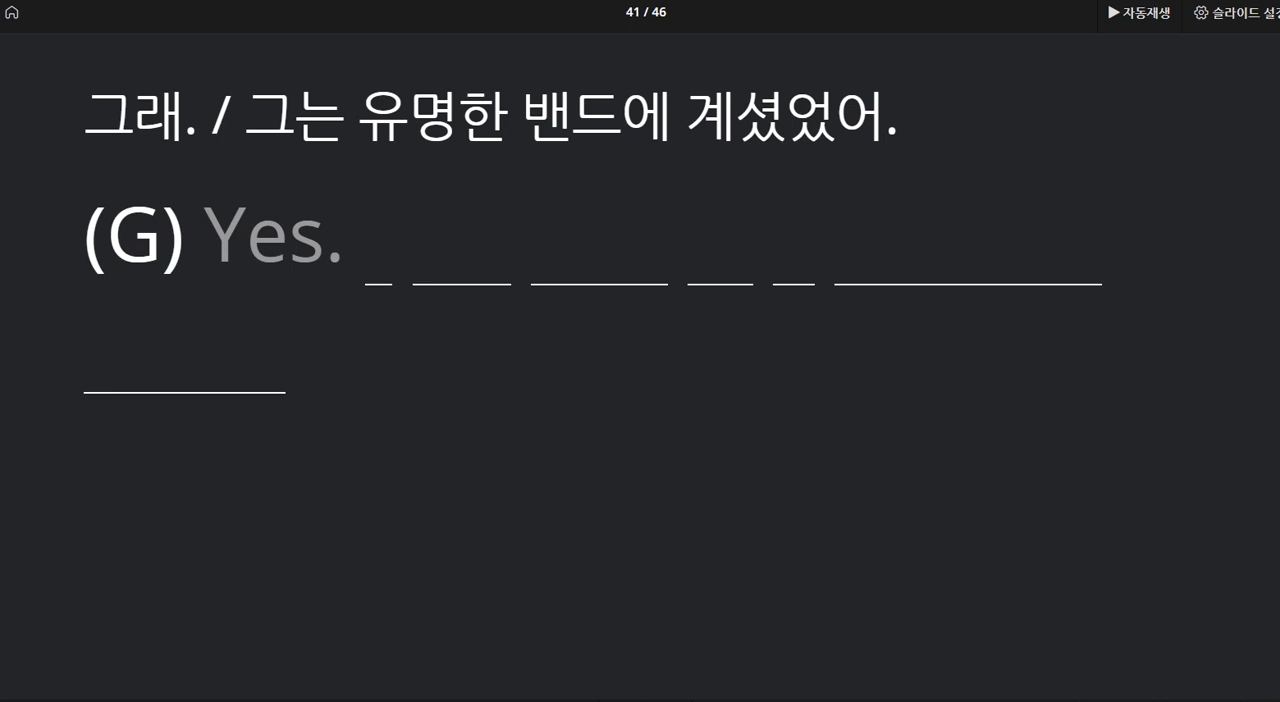 41 / 46
▶ 자동재생
슬라이드 설정
그래. / 그는 유명한 밴드에 계셨었어.
(G) Yes. _ _ _ _ _ _
_